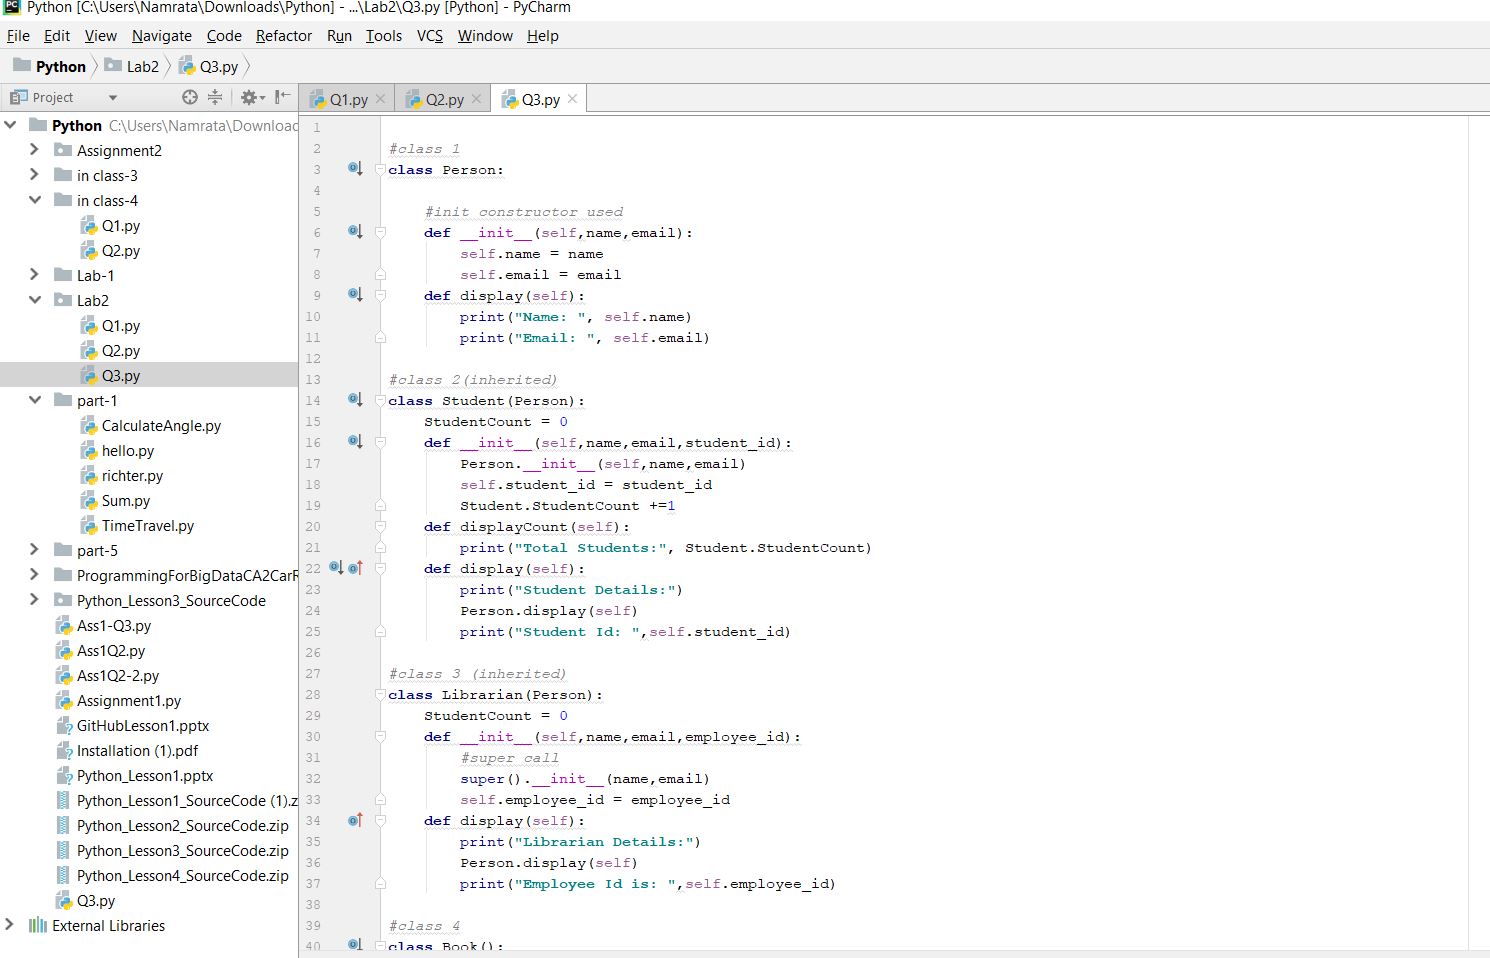 Python [C:\Users\Namrata\Downloads\Python] - ...\Lab2\Q3.py [Python] - PyCharm
File Edit View Navigate Code Refactor Run Tools VCS Window Help
Python Lab2 Q3.py
Project
Q1.py Q2.py Q3.py
Python C:\Users\Namrata\Downloac
Assignment2
in class-3
in class-4
Q1.py
Q2.py
Lab-1
Lab2
Q1.py
Q2.py
Q3.py
part-1
CalculateAngle.py
hello.py
richter.py
Sum.py
TimeTravel.py
part-5
ProgrammingForBigDataCA2CarR
Python_Lesson3_SourceCode
Ass1-Q3.py
Ass1Q2.py
Ass1Q2-2.py
Assignment1.py
GitHubLesson1.pptx
Installation (1).pdf
Python_Lesson1.pptx
Python_Lesson1_SourceCode (1).z
Python_Lesson2_SourceCode.zip
Python_Lesson3_SourceCode.zip
Python_Lesson4_SourceCode.zip
Q3.py
External Libraries
1
2 #class 1
3 class Person:
4
5 #init constructor used
6 def __init__(self,name,email):
7 self.name = name
8 self.email = email
9 def display(self):
10 print("Name: ", self.name)
11 print("Email: ", self.email)
12
13 #class 2(inherited)
14 class Student(Person):
15 StudentCount = 0
16 def __init__(self,name,email,student_id):
17 Person.__init__(self,name,email)
18 self.student_id = student_id
19 Student.StudentCount +=1
20 def displayCount(self):
21 print("Total Students:", Student.StudentCount)
22 def display(self):
23 print("Student Details:")
24 Person.display(self)
25 print("Student Id: ",self.student_id)
26
27 #class 3 (inherited)
28 class Librarian(Person):
29 StudentCount = 0
30 def __init__(self,name,email,employee_id):
31 #super call
32 super().__init__(name,email)
33 self.employee_id = employee_id
34 def display(self):
35 print("Librarian Details:")
36 Person.display(self)
37 print("Employee Id is: ",self.employee_id)
38
39 #class 4
40 class Book():